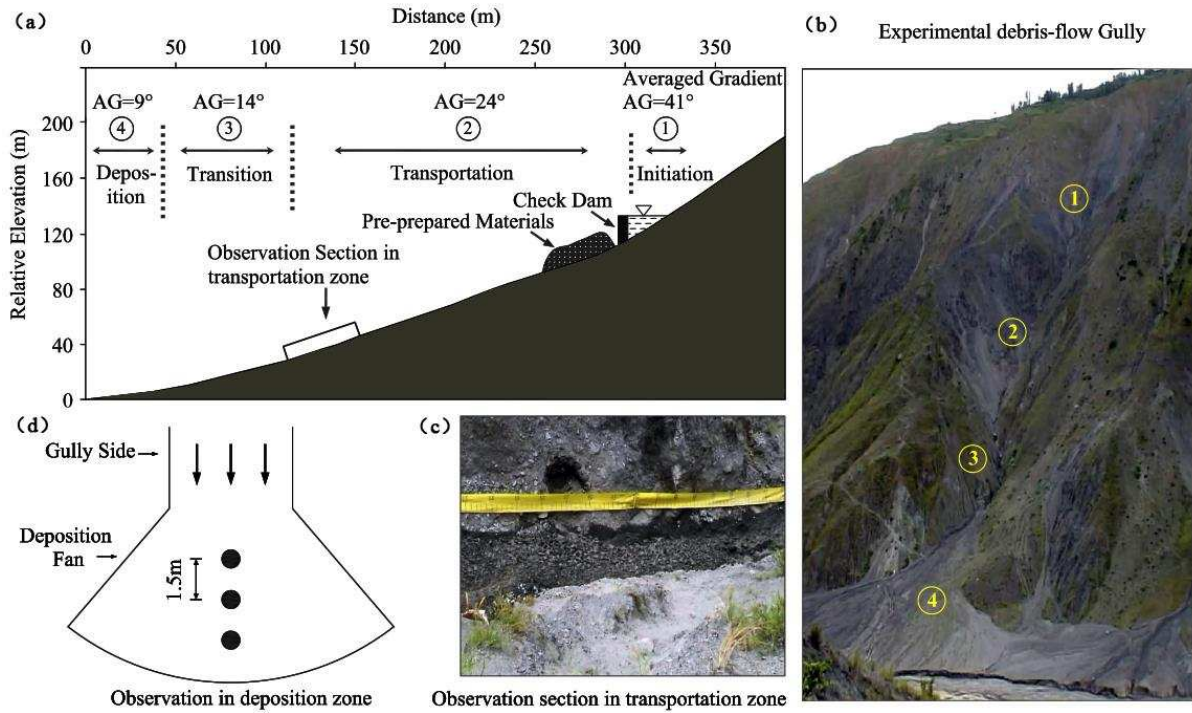 (a)
Distance (m)
0 50 100 150 200 250 300 350
Averaged Gradient
AG=9° AG=14° AG=24° AG=41°
④ ③ ② ①
Depos-
ition
Transition
Transportation
Initiation
Check Dam
Pre-prepared Materials
Observation Section in
transportation zone
Relative Elevation (m)
200
160
120
80
40
0
(b)
Experimental debris-flow Gully
①
②
③
④
(d)
Gully Side
Deposition
Fan
1.5m
Observation in deposition zone
(c)
Observation section in transportation zone